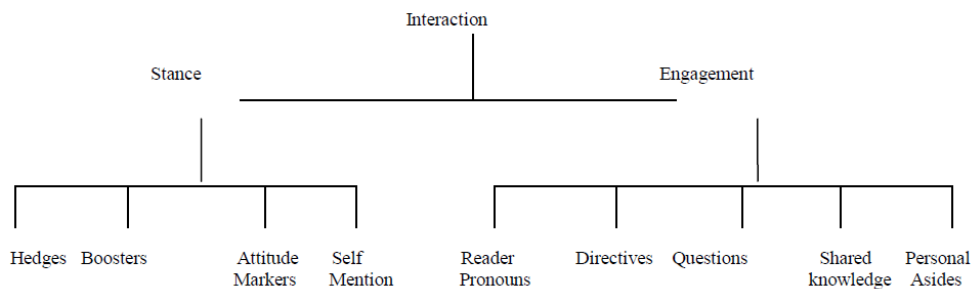 Interaction
Stance Engagement
Hedges Boosters Attitude Self Reader Directives Questions Shared Personal
Markers Mention Pronouns knowledge Asides